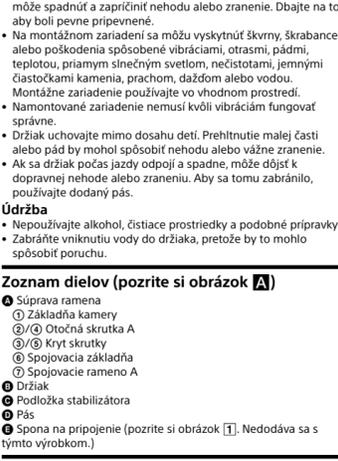 môže spadnúť a zapríčiniť nehodu alebo zranenie. Dbajte na to,
aby boli pevne pripevnené.
• Na montážnom zariadení sa môžu vyskytnúť škvrny, škrabance
alebo poškodenia spôsobené vibráciami, otrasmi, pádmi,
teplotou, priamym slnečným svetlom, nečistotami, jemnými
čiastočkami kamenia, prachom, dažďom alebo vodou.
Montážne zariadenie používajte vo vhodnom prostredí.
• Namontované zariadenie nemusí kvôli vibráciám fungovať
správne.
• Držiak uchovajte mimo dosahu detí. Prehltnutie malej časti
alebo pád by mohol spôsobiť nehodu alebo vážne zranenie.
• Ak sa držiak počas jazdy odpojí a spadne, môže dôjsť k
dopravnej nehode alebo zraneniu. Aby sa tomu zabránilo,
používajte dodaný pás.
Údržba
• Nepoužívajte alkohol, čistiace prostriedky a podobné prípravky
• Zabráňte vniknutiu vody do držiaka, pretože by to mohlo
spôsobiť poruchu.
Zoznam dielov (pozrite si obrázok A)
A Súprava ramena
① Základňa kamery
②/④ Otočná skrutka A
③/⑤ Kryt skrutky
⑥ Spojovacia základňa
⑦ Spojovacie rameno A
B Držiak
C Podložka stabilizátora
D Pás
E Spona na pripojenie (pozrite si obrázok 1. Nedodáva sa s
týmto výrobkom.)